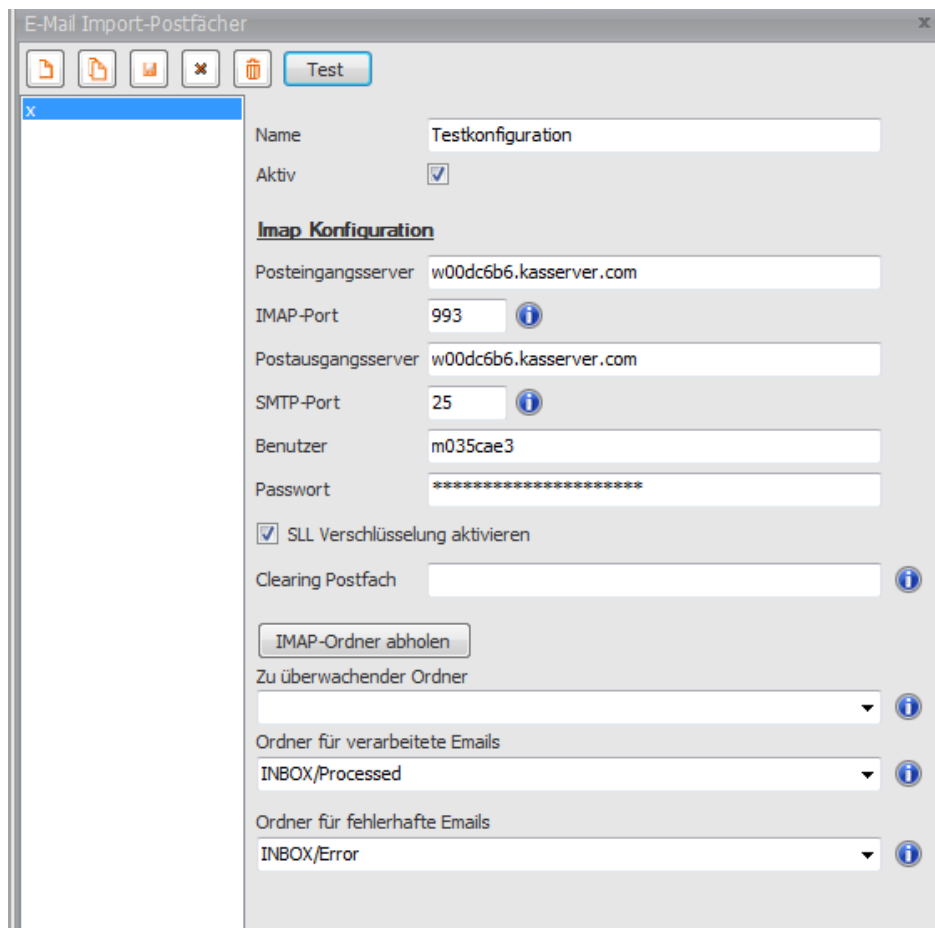 E-Mail Import-Postfächer
Test
x
Name Testkonfiguration
Aktiv
Imap Konfiguration
Posteingangsserver w00dc6b6.kasserver.com
IMAP-Port 993
Postausgangsserver w00dc6b6.kasserver.com
SMTP-Port 25
Benutzer m035cae3
Passwort *********************
SLL Verschlüsselung aktivieren
Clearing Postfach
IMAP-Ordner abholen
Zu überwachender Ordner
Ordner für verarbeitete Emails
INBOX/Processed
Ordner für fehlerhafte Emails
INBOX/Error